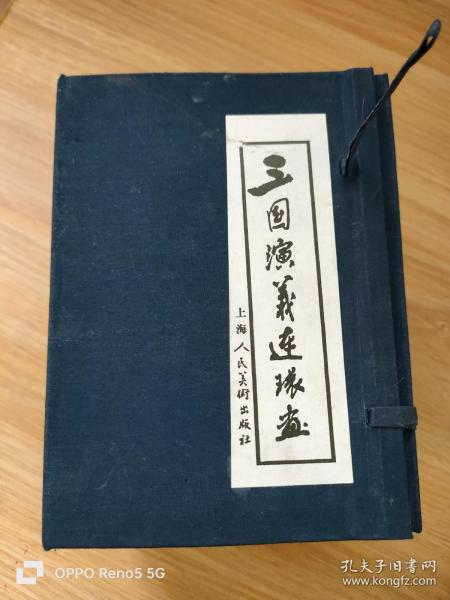 三国演義连环画
上海人民美術出版社
OPPO Reno5 5G
孔夫子旧书网
www.kongfz.com